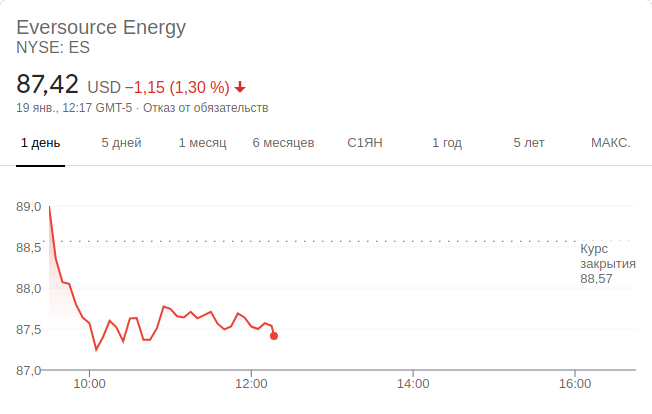 Eversource Energy
NYSE: ES
87,42 USD −1,15 (1,30 %)
19 янв., 12:17 GMT-5 · Отказ от обязательств
1 день 5 дней 1 месяц 6 месяцев С1ЯН 1 год 5 лет МАКС.
89,0
88,5
Курс
закрытия
88,57
88,0
87,5
87,0
10:00 12:00 14:00 16:00